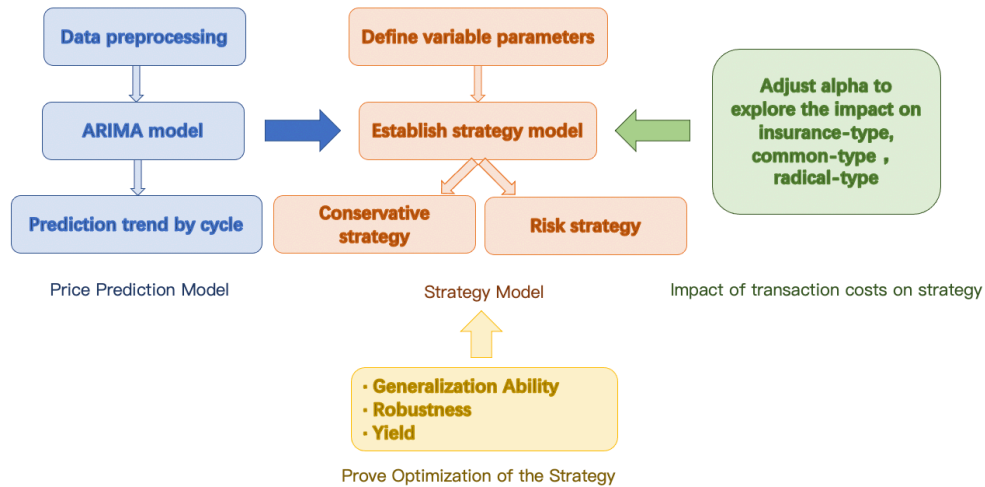 Data preprocessing
ARIMA model
Prediction trend by cycle
Price Prediction Model
Define variable parameters
Establish strategy model
Conservative
strategy
Risk strategy
Strategy Model
Adjust alpha to
explore the impact on
insurance-type,
common-type ，
radical-type
Impact of transaction costs on strategy
· Generalization Ability
· Robustness
· Yield
Prove Optimization of the Strategy